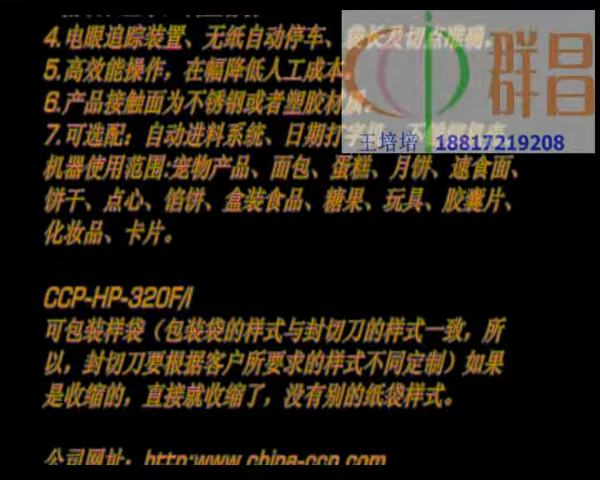 4.电眼追踪装置、无纸自动停车、袋长及切点准确。
5.高效能操作，在幅降低人工成本
6.产品接触面为不锈钢或者塑胶材质。
7.可选配：自动进料系统、日期打字机、
机器使用范围:宠物产品、面包、蛋糕、月饼、速食面、
饼干、点心、馅饼、盒装食品、糖果、玩具、胶囊片、
化妆品、卡片。
CCP-HP-320F/I
可包装样袋（包装袋的样式与封切刀的样式一致，所
以，封切刀要根据客户所要求的样式不同定制）如果
是收缩的，直接就收缩了，没有别的纸袋样式。
公司网址：http:www.china-ccp.com
群昌
王培培 18817219208